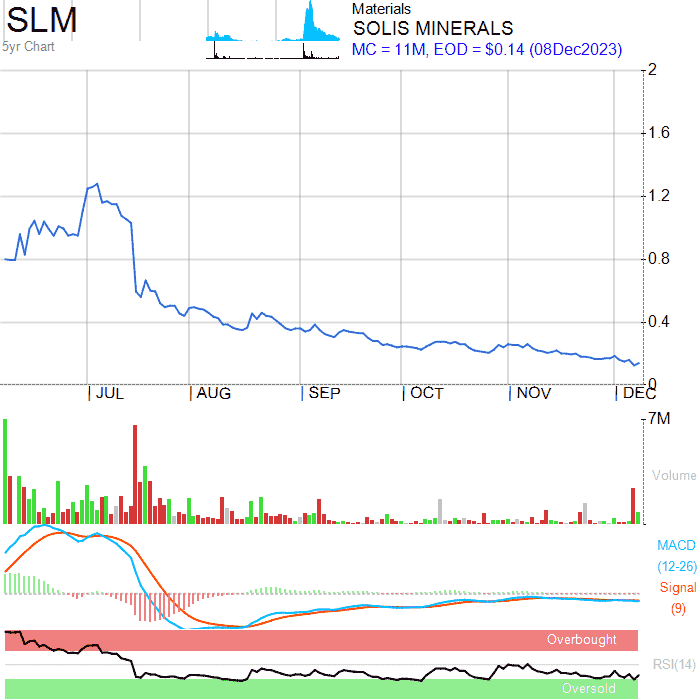 SLM
5yr Chart
Materials
SOLIS MINERALS
MC = 11M, EOD = $0.14 (08Dec2023)
2
1.6
1.2
0.8
0.4
0
JUL AUG SEP OCT NOV DEC
7M
Volume
MACD
(12-26)
Signal
(9)
Overbought
RSI(14)
Oversold